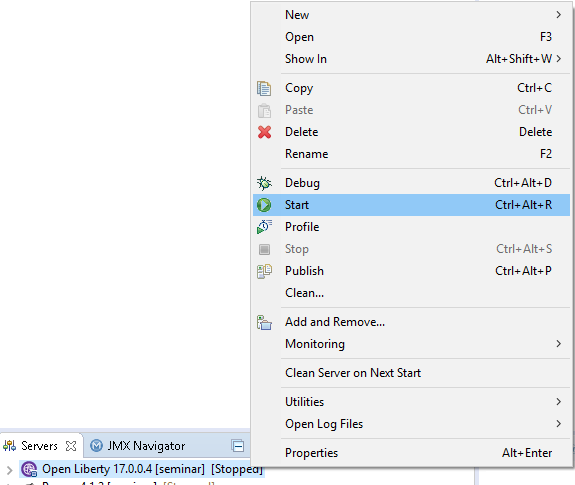 New
Open F3
Show In Alt+Shift+W
Copy Ctrl+C
Paste Ctrl+V
Delete Delete
Rename F2
Debug Ctrl+Alt+D
Start Ctrl+Alt+R
Profile
Stop Ctrl+Alt+S
Publish Ctrl+Alt+P
Clean...
Add and Remove...
Monitoring
Clean Server on Next Start
Utilities
Open Log Files
Properties Alt+Enter
Servers JMX Navigator
Open Liberty 17.0.0.4 [seminar] [Stopped]